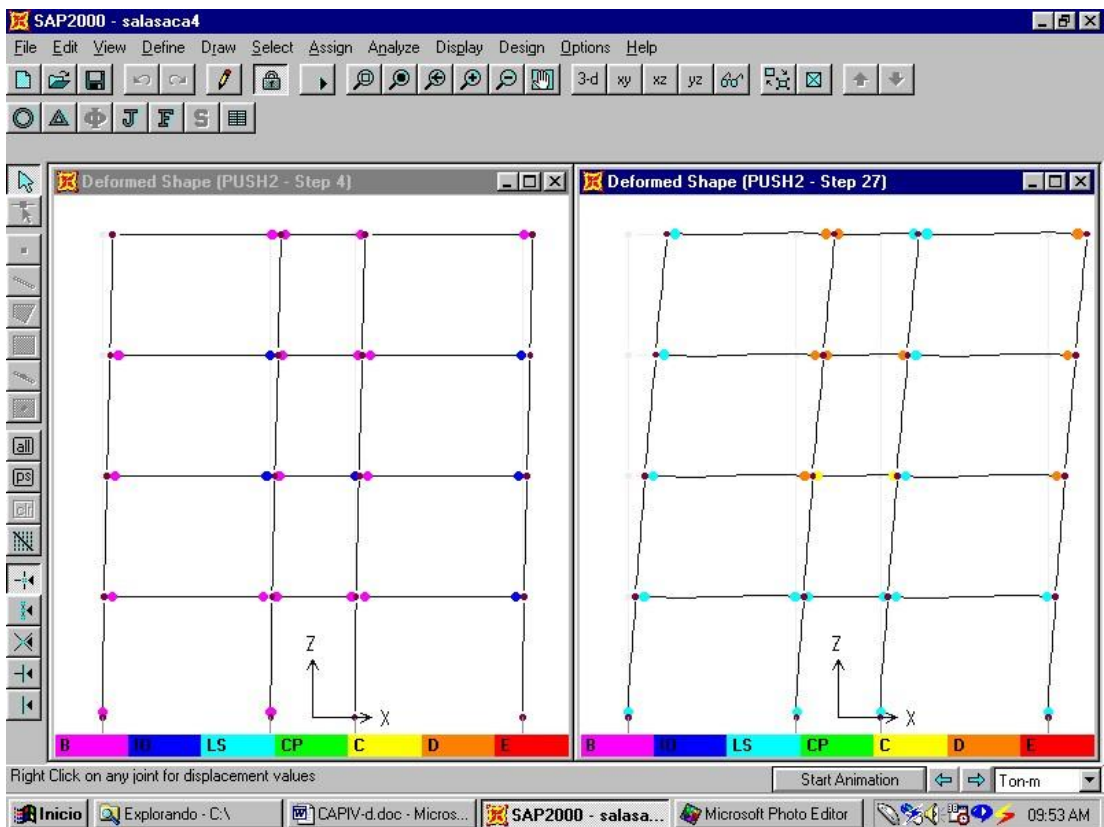 SAP2000 - salasaca4
File Edit View Define Draw Select Assign Analyze Display Design Options Help
3-d xy xz yz
J F S
Deformed Shape (PUSH2 - Step 4)
Deformed Shape (PUSH2 - Step 27)
all
ps
clr
Z
X
Z
X
B IO LS CP C D E
B IO LS CP C D E
Right Click on any joint for displacement values
Start Animation
Ton-m
Inicio
Explorando - C:\
CAPIV-d.doc - Micros...
SAP2000 - salasa...
Microsoft Photo Editor
09:53 AM